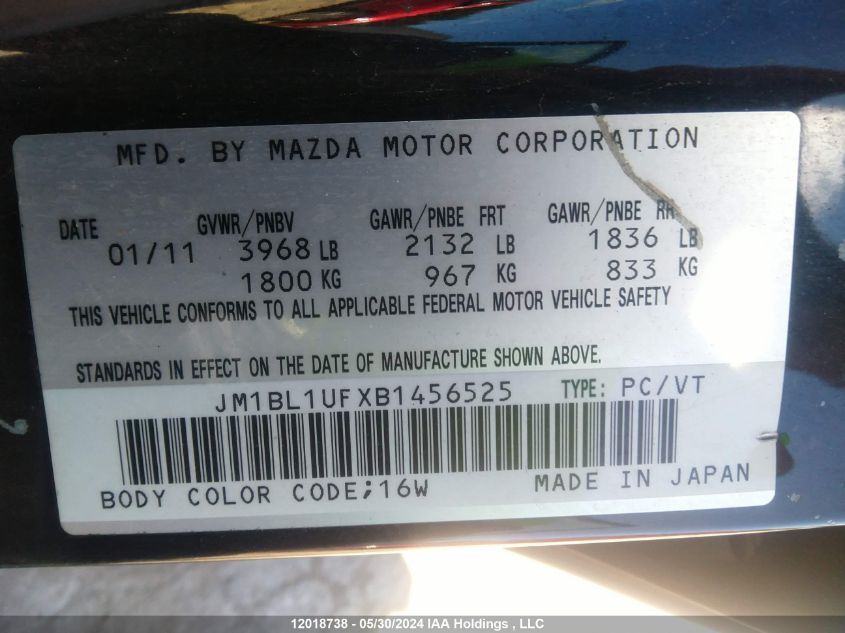 MFD. BY MAZDA MOTOR CORPORATION
DATE GVWR/PNBV GAWR/PNBE FRT GAWR/PNBE RR
01/11 3968 LB 2132 LB 1836 LB
1800 KG 967 KG 833 KG
THIS VEHICLE CONFORMS TO ALL APPLICABLE FEDERAL MOTOR VEHICLE SAFETY
STANDARDS IN EFFECT ON THE DATE OF MANUFACTURE SHOWN ABOVE.
JM1BL1UFXB1456525 TYPE: PC/VT
BODY COLOR CODE;16W MADE IN JAPAN
12018738 - 05/30/2024 IAA Holdings , LLC